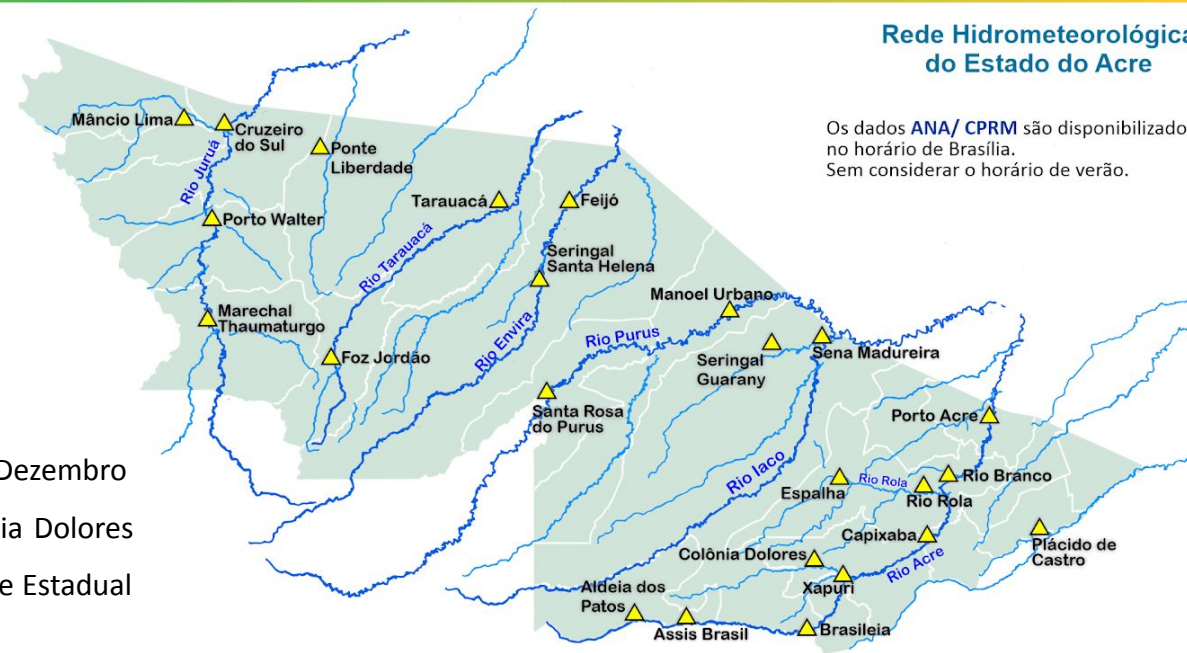 Rede Hidrometeorológica
do Estado do Acre
Os dados ANA/ CPRM são disponibilizado
no horário de Brasília.
Sem considerar o horário de verão.
Mâncio Lima
Cruzeiro
do Sul
Ponte
Liberdade
Rio Juruá
Porto Walter
Tarauacá
Feijó
Rio Tarauacá
Seringal
Santa Helena
Marechal
Thaumaturgo
Foz Jordão
Rio Envira
Manoel Urbano
Rio Purus
Seringal
Guarany
Sena Madureira
Santa Rosa
do Purus
Porto Acre
Rio Iaco
Espalha
Rio Rola
Rio Rola
Rio Branco
Capixaba
Plácido de
Castro
Colônia Dolores
Rio Acre
Xapuri
Aldeia dos
Patos
Assis Brasil
Brasileia
Dezembro
ia Dolores
e Estadual